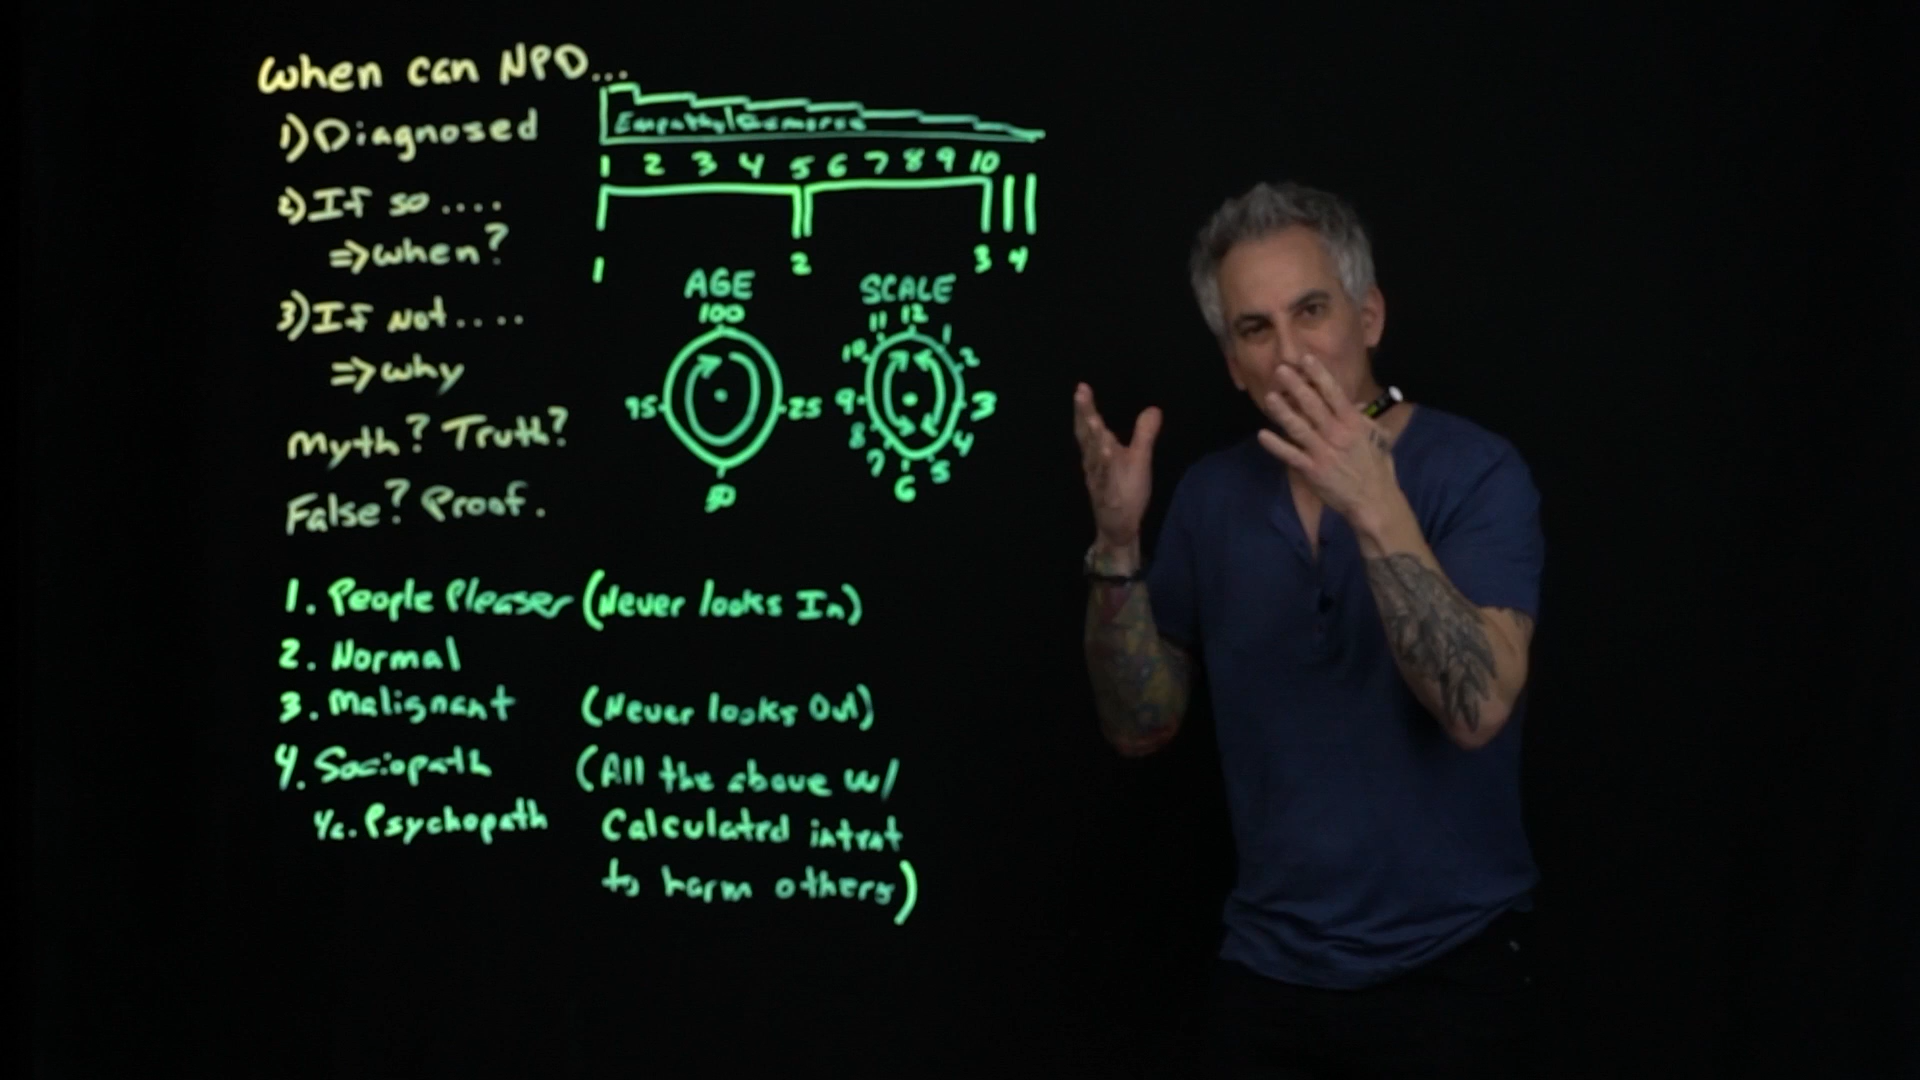 When can NPD...
1) Diagnosed
2) If so ....
=> when?
3) If Not ....
=> why
Myth? Truth?
False? Proof.
Empathy/Remorse
1 2 3 4 5 6 7 8 9 10
1 2 3 4
AGE
100
25
50
75
SCALE
12
1
2
3
4
5
6
7
8
9
10
11
1. People Pleaser (Never looks In)
2. Normal
3. Malignant (Never looks Out)
4. Sociopath (All the above w/
4a. Psychopath Calculated intent
to harm others)